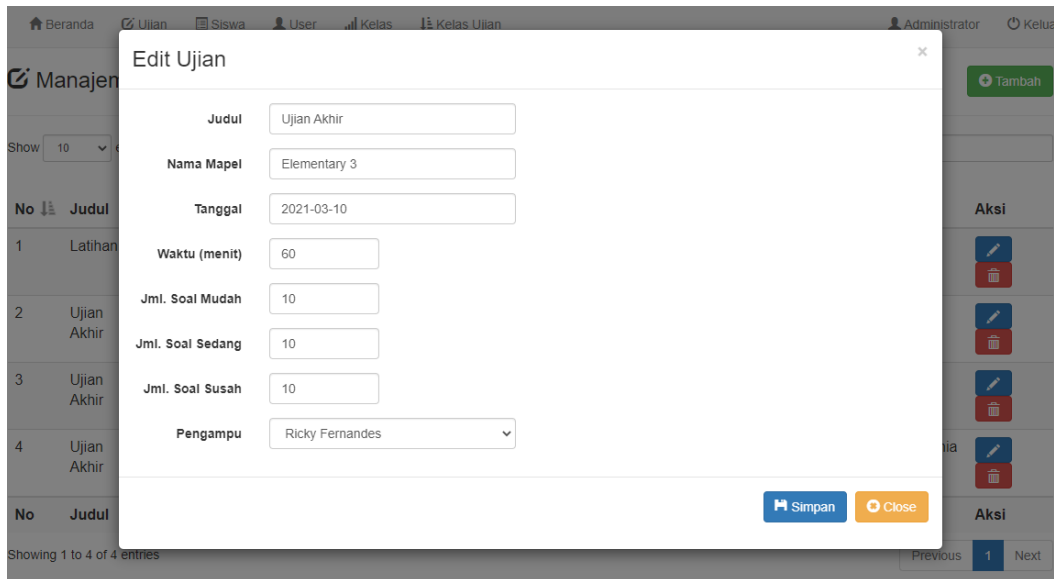 Beranda Ujian Siswa User Kelas Kelas Ujian Administrator Kelua
Edit Ujian ×
Manajem Tambah
Judul Ujian Akhir
Show 10 e
Nama Mapel Elementary 3
No Judul Tanggal 2021-03-10 Aksi
1 Latihan Waktu (menit) 60
Jml. Soal Mudah 10
2 Ujian
Akhir
Jml. Soal Sedang 10
3 Ujian
Akhir
Jml. Soal Susah 10
Pengampu Ricky Fernandes
4 Ujian nia
Akhir
Simpan Close
No Judul Aksi
Showing 1 to 4 of 4 entries Previous 1 Next